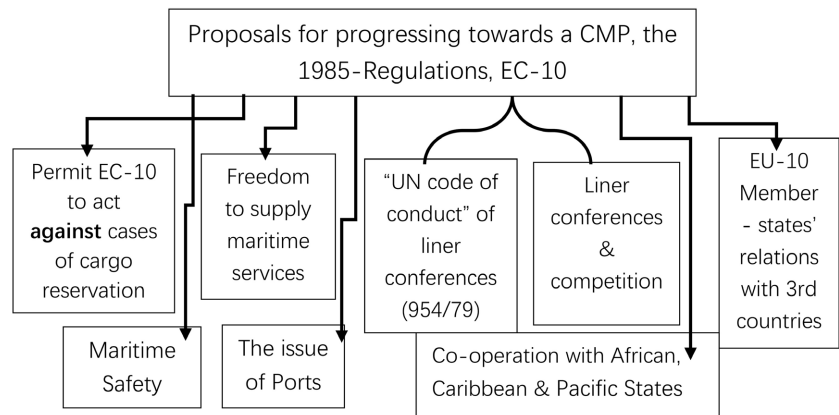 Proposals for progressing towards a CMP, the
1985-Regulations, EC-10
Permit EC-10
to act
against cases
of cargo
reservation
Freedom
to supply
maritime
services
“UN code of
conduct” of
liner
conferences
(954/79)
Liner
conferences
&
competition
EU-10
Member
- states’
relations
with 3rd
countries
Maritime
Safety
The issue
of Ports
Co-operation with African,
Caribbean & Pacific States